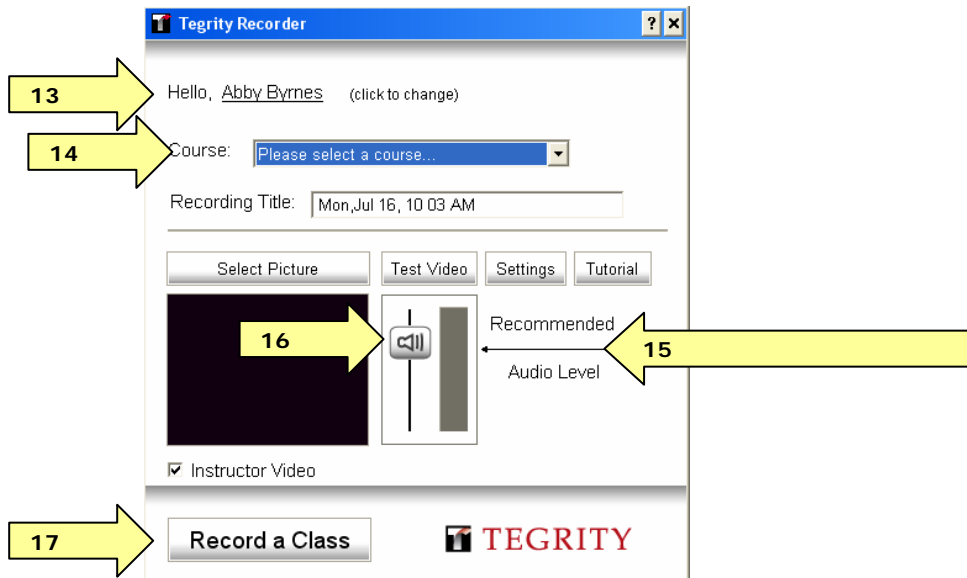 Tegrity Recorder
13
Hello, Abby Byrnes (click to change)
14
Course: Please select a course...
Recording Title: Mon,Jul 16, 10 03 AM
Select Picture Test Video Settings Tutorial
16
Recommended
15
Audio Level
Instructor Video
17
Record a Class TEGRITY